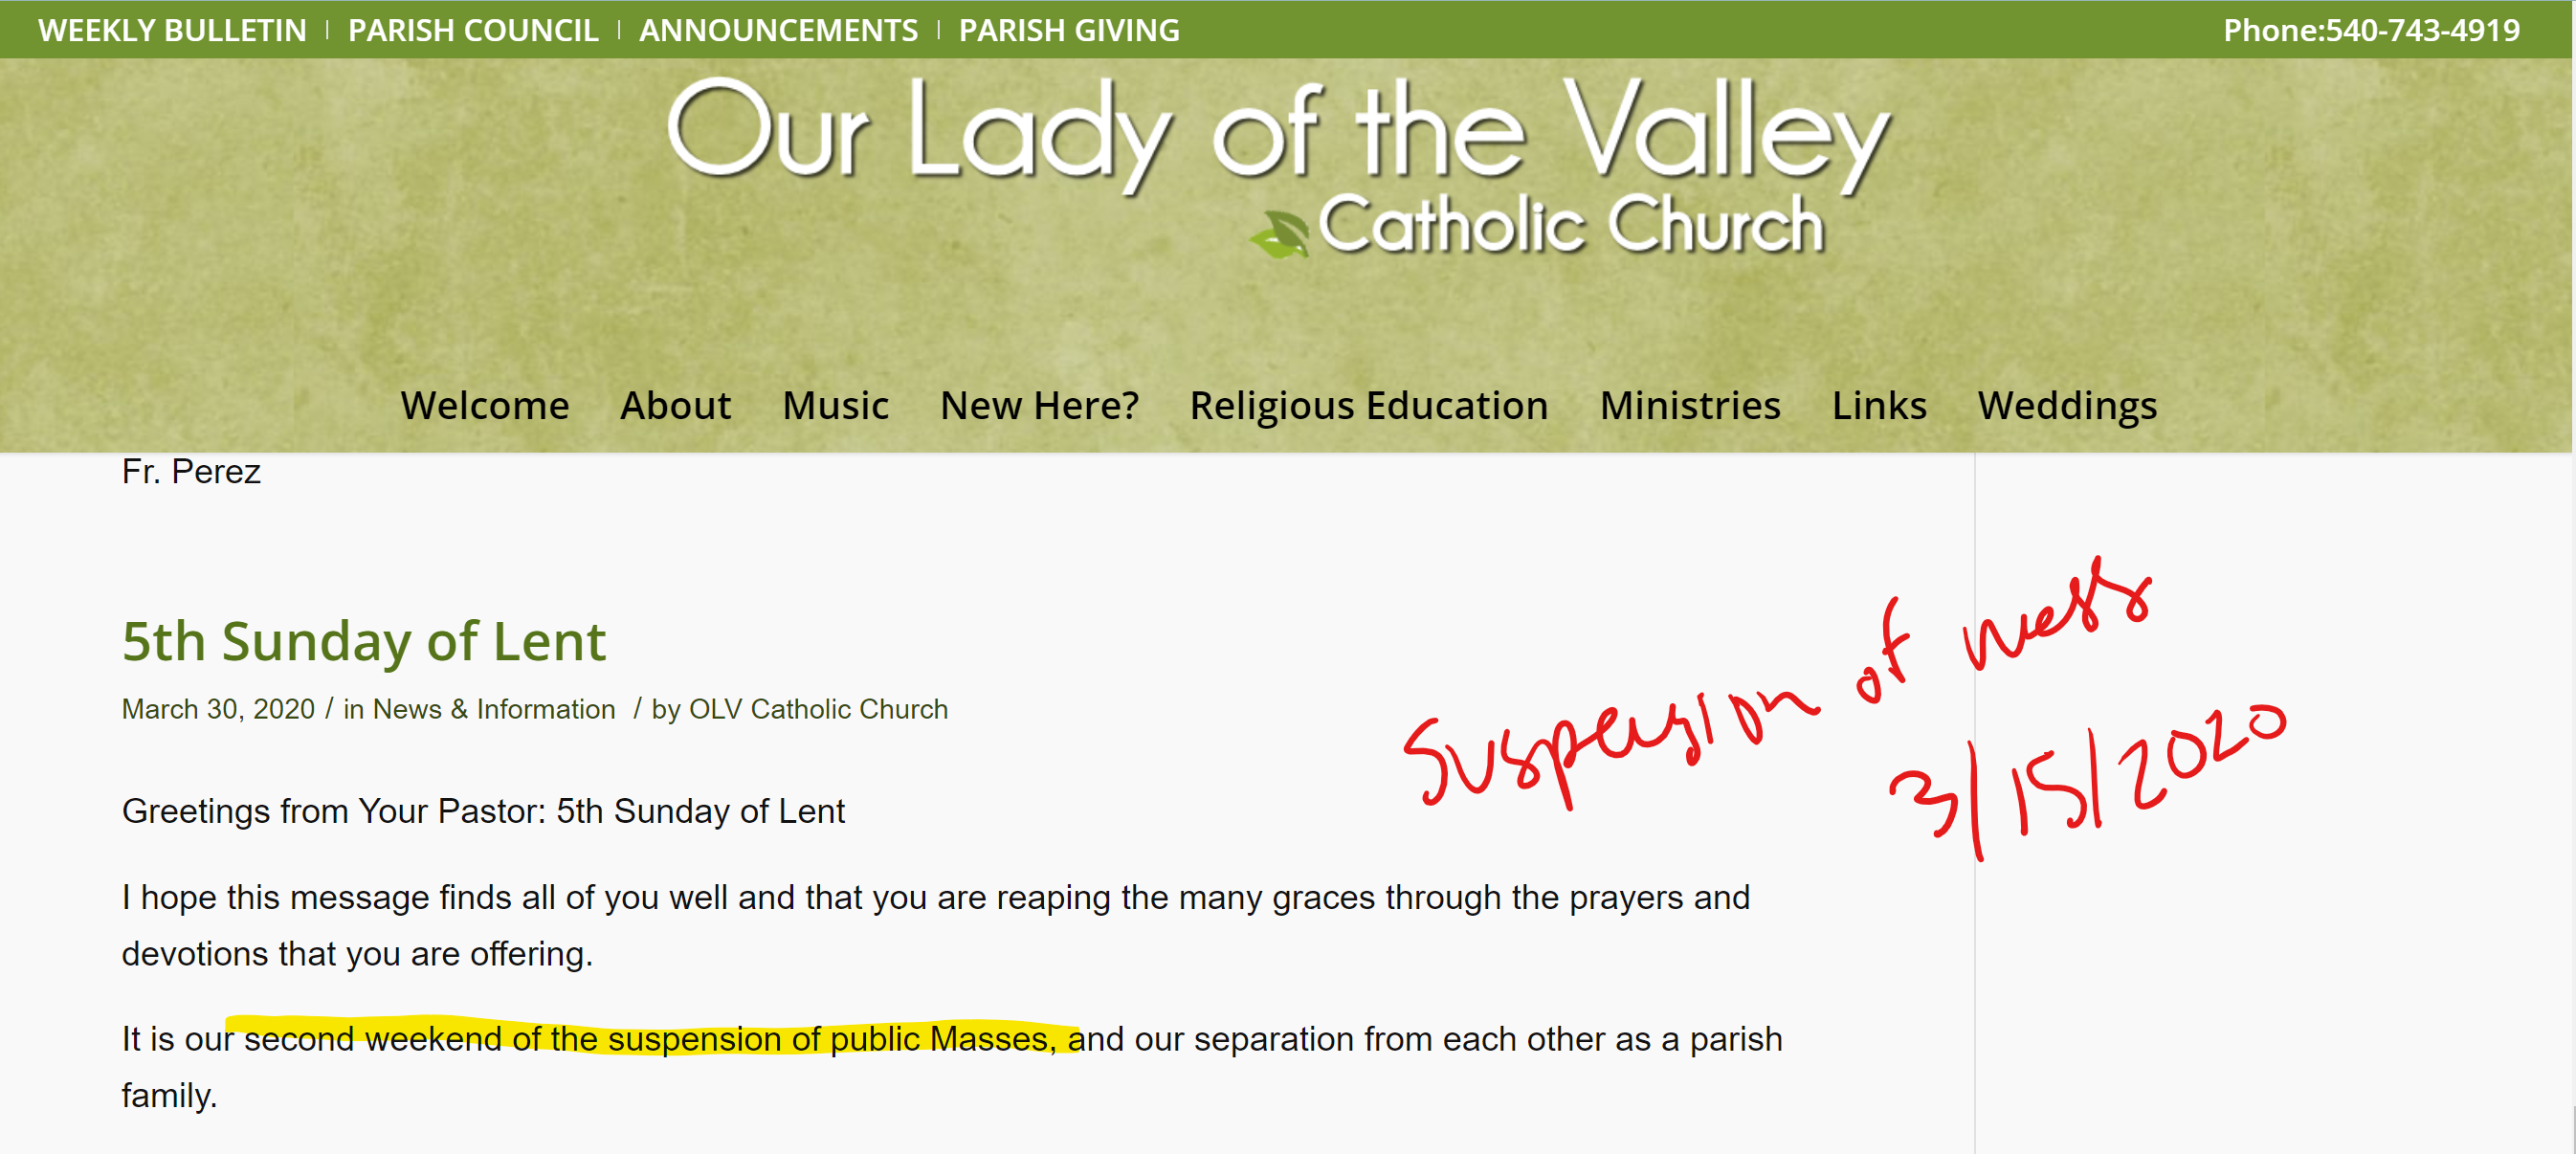 WEEKLY BULLETIN | PARISH COUNCIL | ANNOUNCEMENTS | PARISH GIVING
Phone:540-743-4919
Our Lady of the Valley
Catholic Church
Welcome About Music New Here? Religious Education Ministries Links Weddings
Fr. Perez
Suspension of mass
3/15/2020
5th Sunday of Lent
March 30, 2020 / in News & Information / by OLV Catholic Church
Greetings from Your Pastor: 5th Sunday of Lent
I hope this message finds all of you well and that you are reaping the many graces through the prayers and
devotions that you are offering.
It is our second weekend of the suspension of public Masses, and our separation from each other as a parish
family.